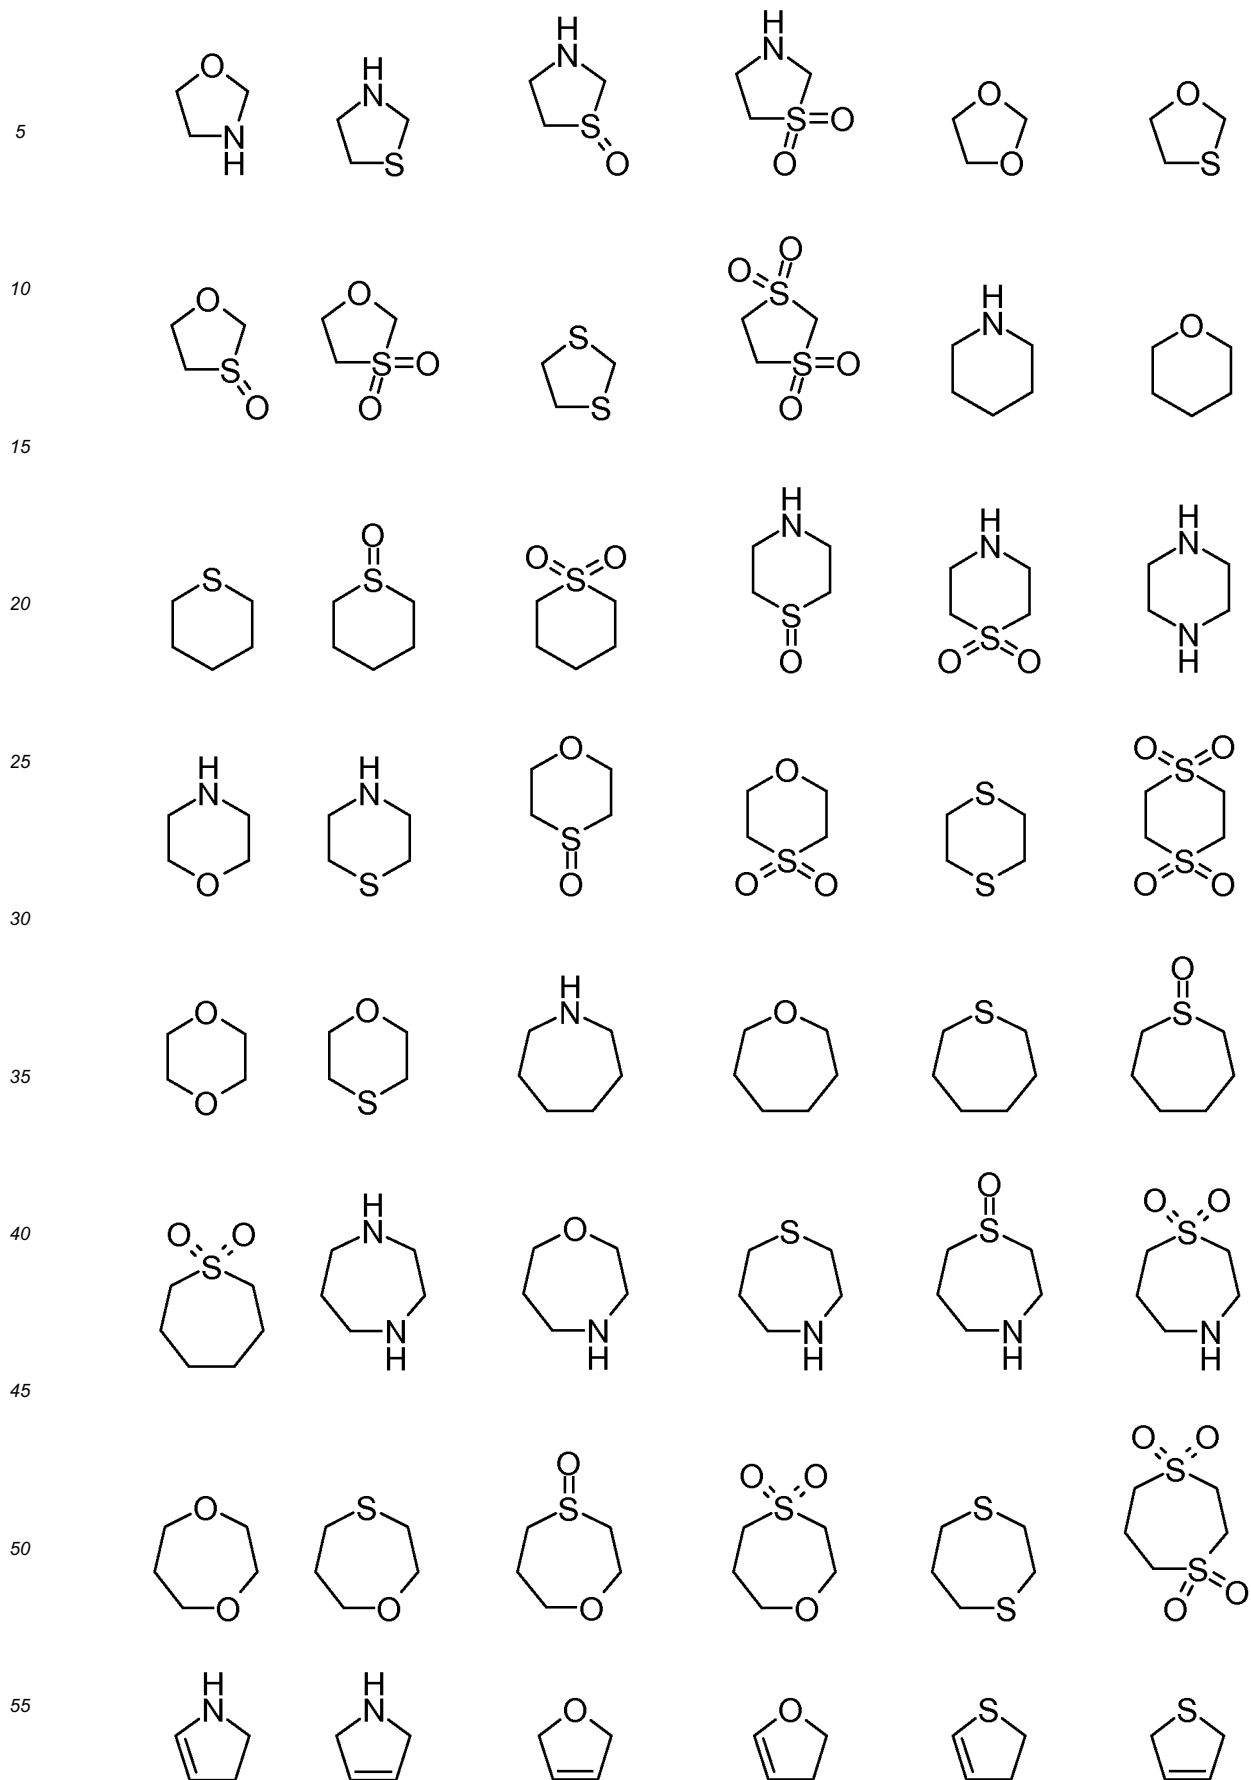 H H
N N
O H
N O O
5 N S S O
H S O O O S
O
O
10 O O S H
N O
S
S S O S O
O O S O
15
H H H
N O N N
O O
S S S
20 S
S N
O O O H
O O O
25 H H O S
N N S
S S S
O S O O O S O O
30
O
H
O O N O S S
35
O S
O
H O O
40 O O N O S S S
S
N N N N N
H H H H H
45
O O
O O O S
O S S S S
50
S O
O O O O S O
H H
55 N N O O S S